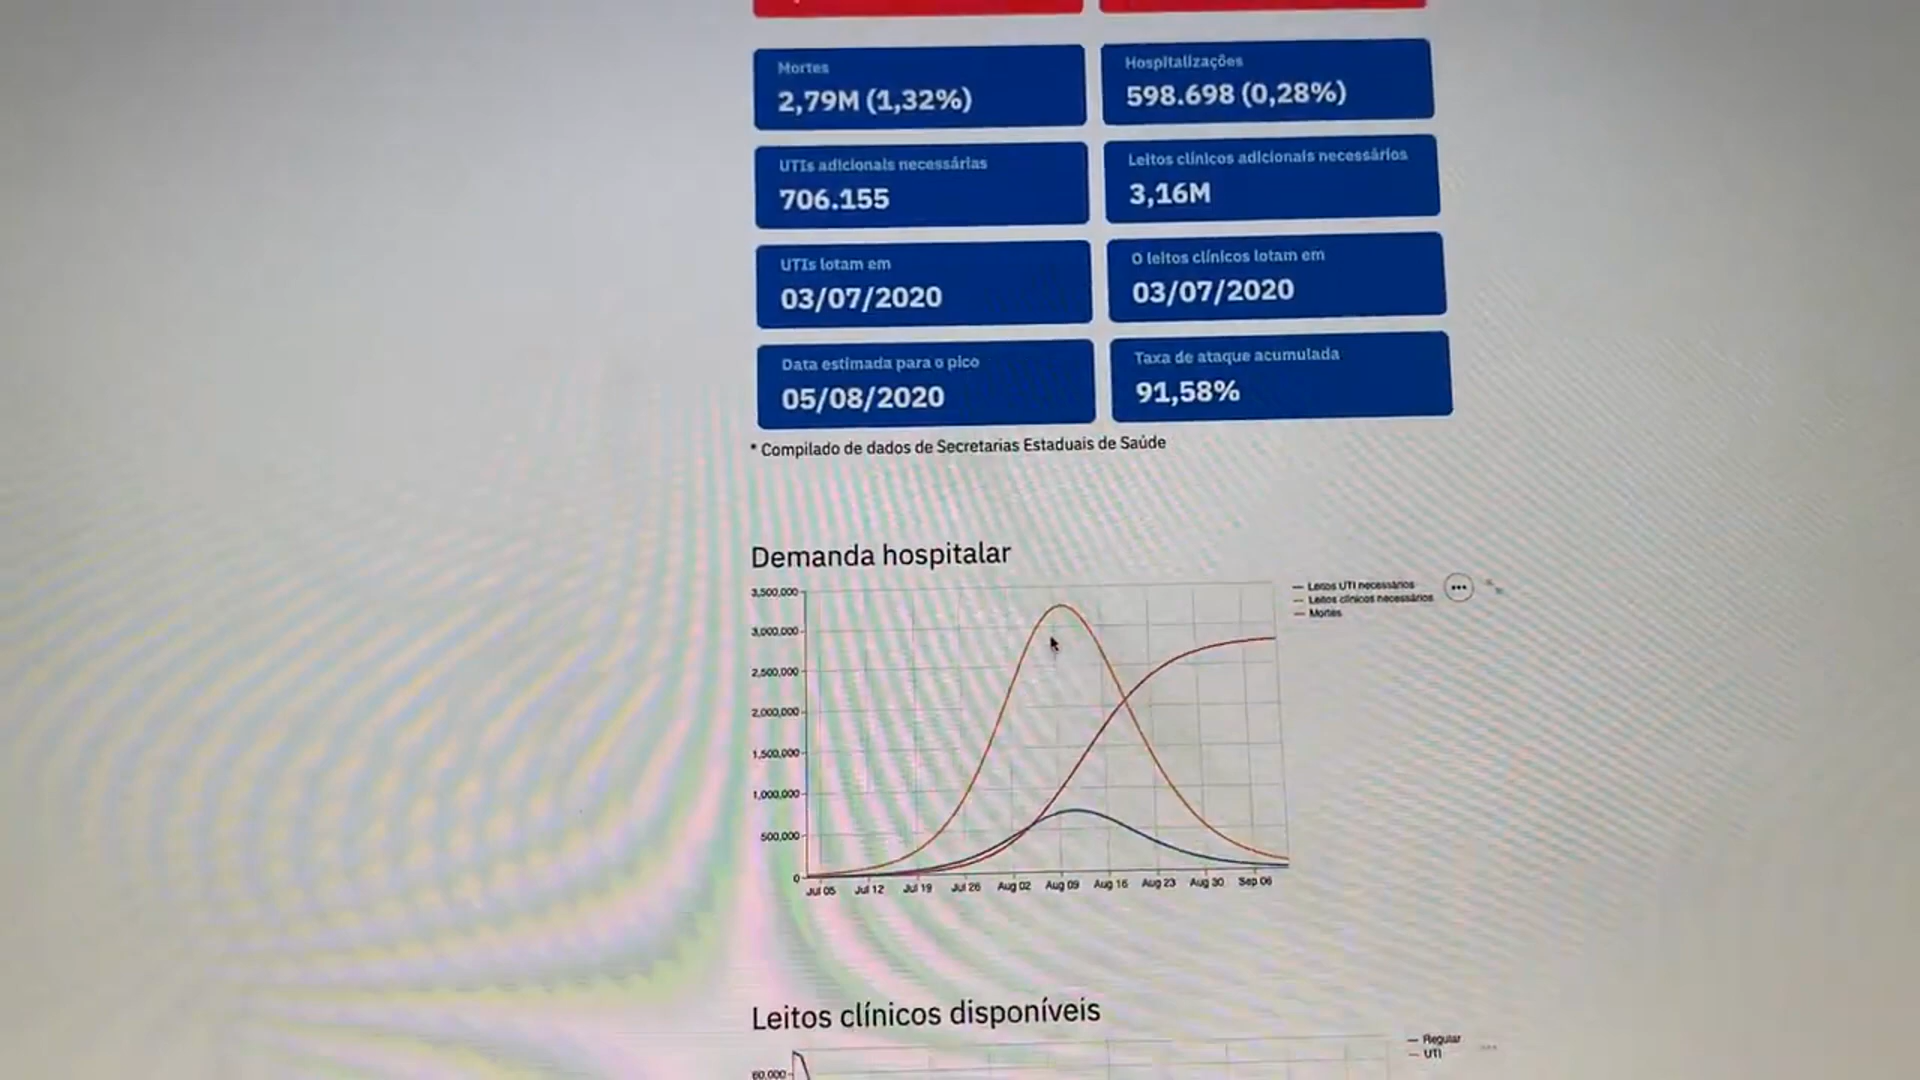 Mortes
2,79M (1,32%)
Hospitalizações
598.698 (0,28%)
UTIs adicionais necessárias
706.155
Leitos clínicos adicionais necessários
3,16M
UTIs lotam em
03/07/2020
O leitos clínicos lotam em
03/07/2020
Data estimada para o pico
05/08/2020
Taxa de ataque acumulada
91,58%
* Compilado de dados de Secretarias Estaduais de Saúde
Demanda hospitalar
3,500,000
3,000,000
2,500,000
2,000,000
1,500,000
1,000,000
500,000
0
Jul 05 Jul 12 Jul 19 Jul 26 Aug 02 Aug 09 Aug 16 Aug 23 Aug 30 Sep 06
Leitos UTI necessários
Leitos clínicos necessários
Mortes
Leitos clínicos disponíveis
Regular
UTI
60,000